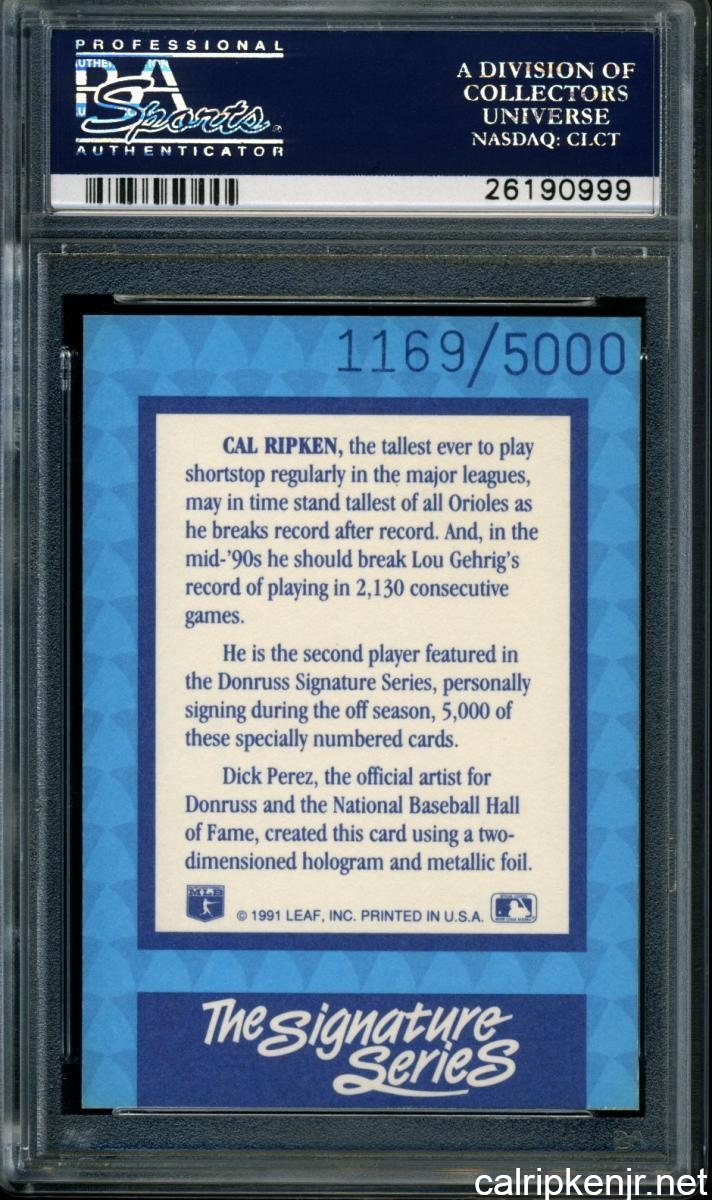 PROFESSIONAL
PSA
Sports
AUTHENTICATOR
A DIVISION OF
COLLECTORS
UNIVERSE
NASDAQ: CLCT
26190999
1169/5000
CAL RIPKEN, the tallest ever to play
shortstop regularly in the major leagues,
may in time stand tallest of all Orioles as
he breaks record after record. And, in the
mid-'90s he should break Lou Gehrig's
record of playing in 2,130 consecutive
games.
He is the second player featured in
the Donruss Signature Series, personally
signing during the off season, 5,000 of
these specially numbered cards.
Dick Perez, the official artist for
Donruss and the National Baseball Hall
of Fame, created this card using a two-
dimensioned hologram and metallic foil.
© 1991 LEAF, INC. PRINTED IN U.S.A.
The Signature
Series
calripkenjr.net